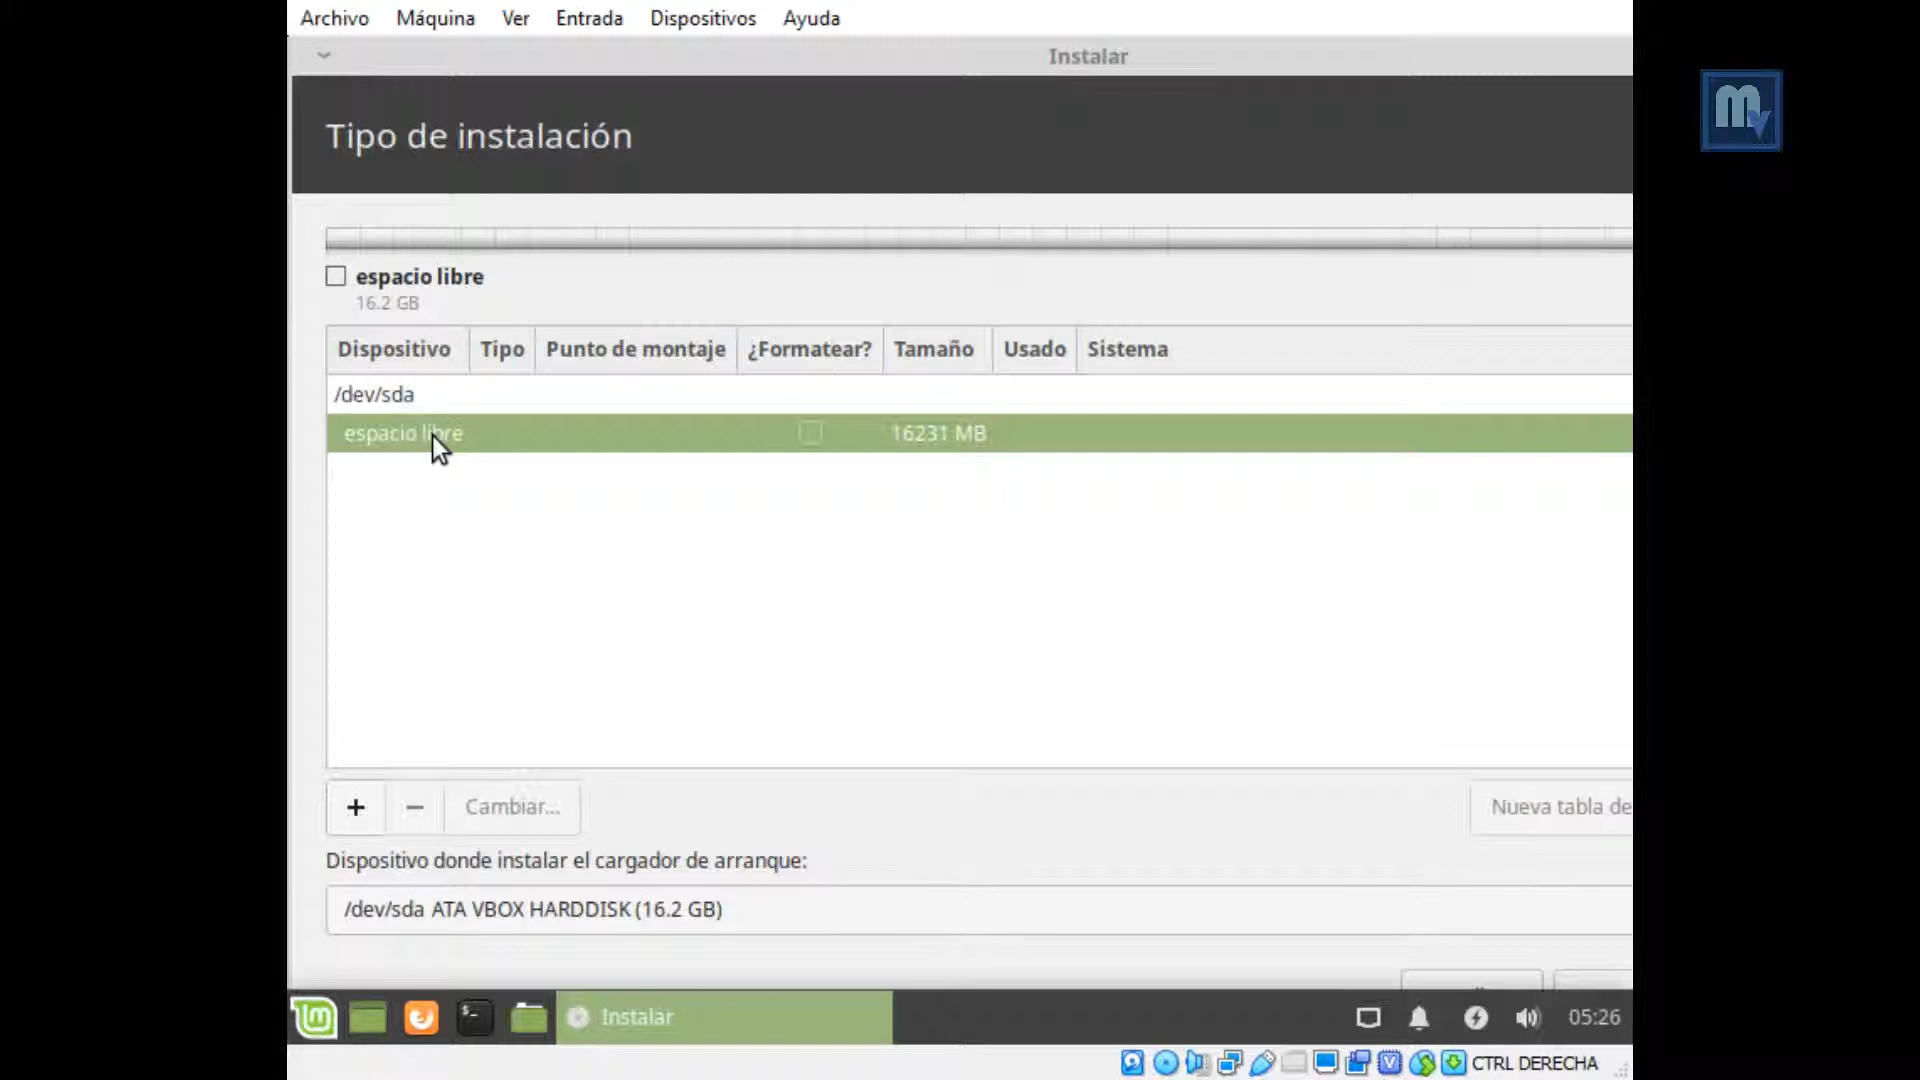 Archivo Máquina Ver Entrada Dispositivos Ayuda
Instalar
Tipo de instalación
espacio libre
16.2 GB
Dispositivo Tipo Punto de montaje ¿Formatear? Tamaño Usado Sistema
/dev/sda
espacio libre 16231 MB
+ − Cambiar... Nueva tabla de
Dispositivo donde instalar el cargador de arranque:
/dev/sda ATA VBOX HARDDISK (16.2 GB)
Instalar 05:26
CTRL DERECHA